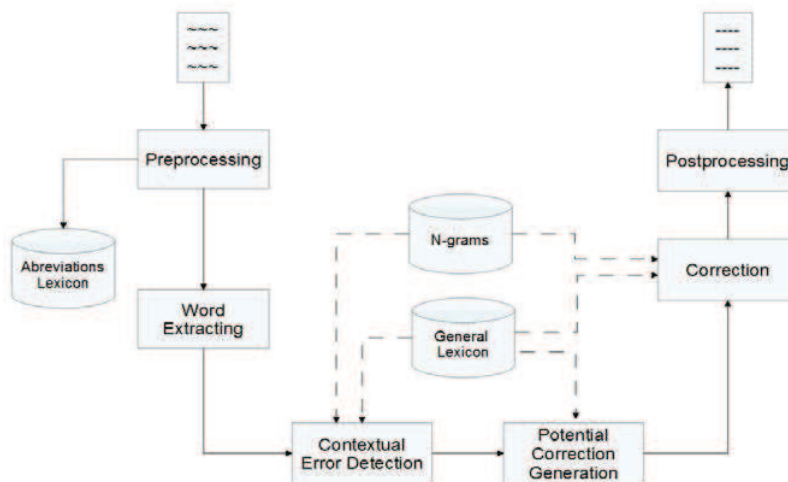 ~~~
~~~
~~~
----
----
----
Preprocessing
Postprocessing
Abreviations
Lexicon
N-grams
Correction
Word
Extracting
General
Lexicon
Contextual
Error Detection
Potential
Correction
Generation